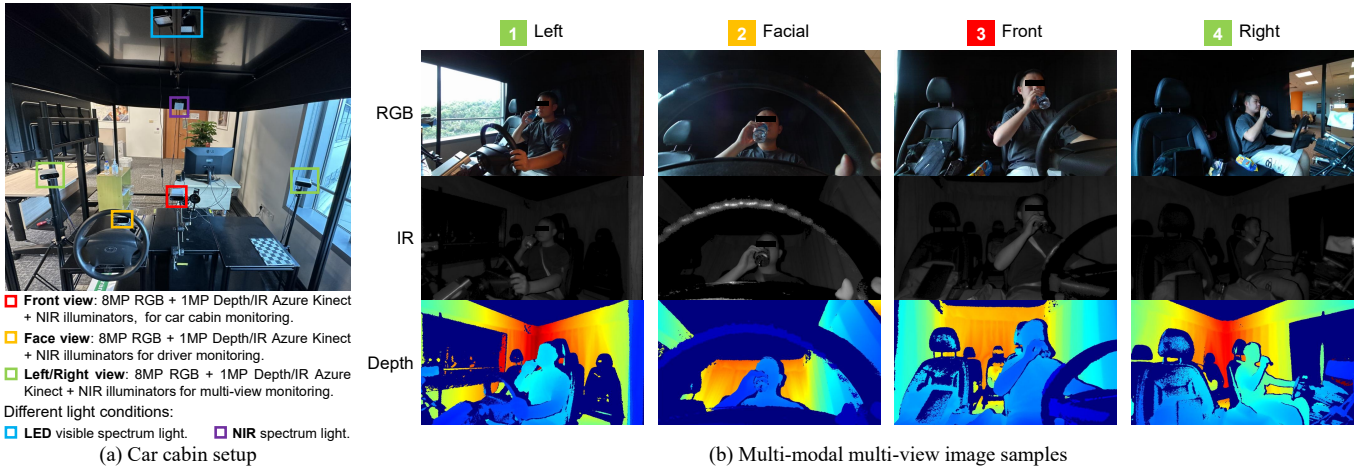 Front view: 8MP RGB + 1MP Depth/IR Azure Kinect
+ NIR illuminators, for car cabin monitoring.
Face view: 8MP RGB + 1MP Depth/IR Azure Kinect
+ NIR illuminators for driver monitoring.
Left/Right view: 8MP RGB + 1MP Depth/IR Azure
Kinect + NIR illuminators for multi-view monitoring.
Different light conditions:
LED visible spectrum light. NIR spectrum light.
(a) Car cabin setup
1 Left 2 Facial 3 Front 4 Right
RGB
IR
Depth
(b) Multi-modal multi-view image samples